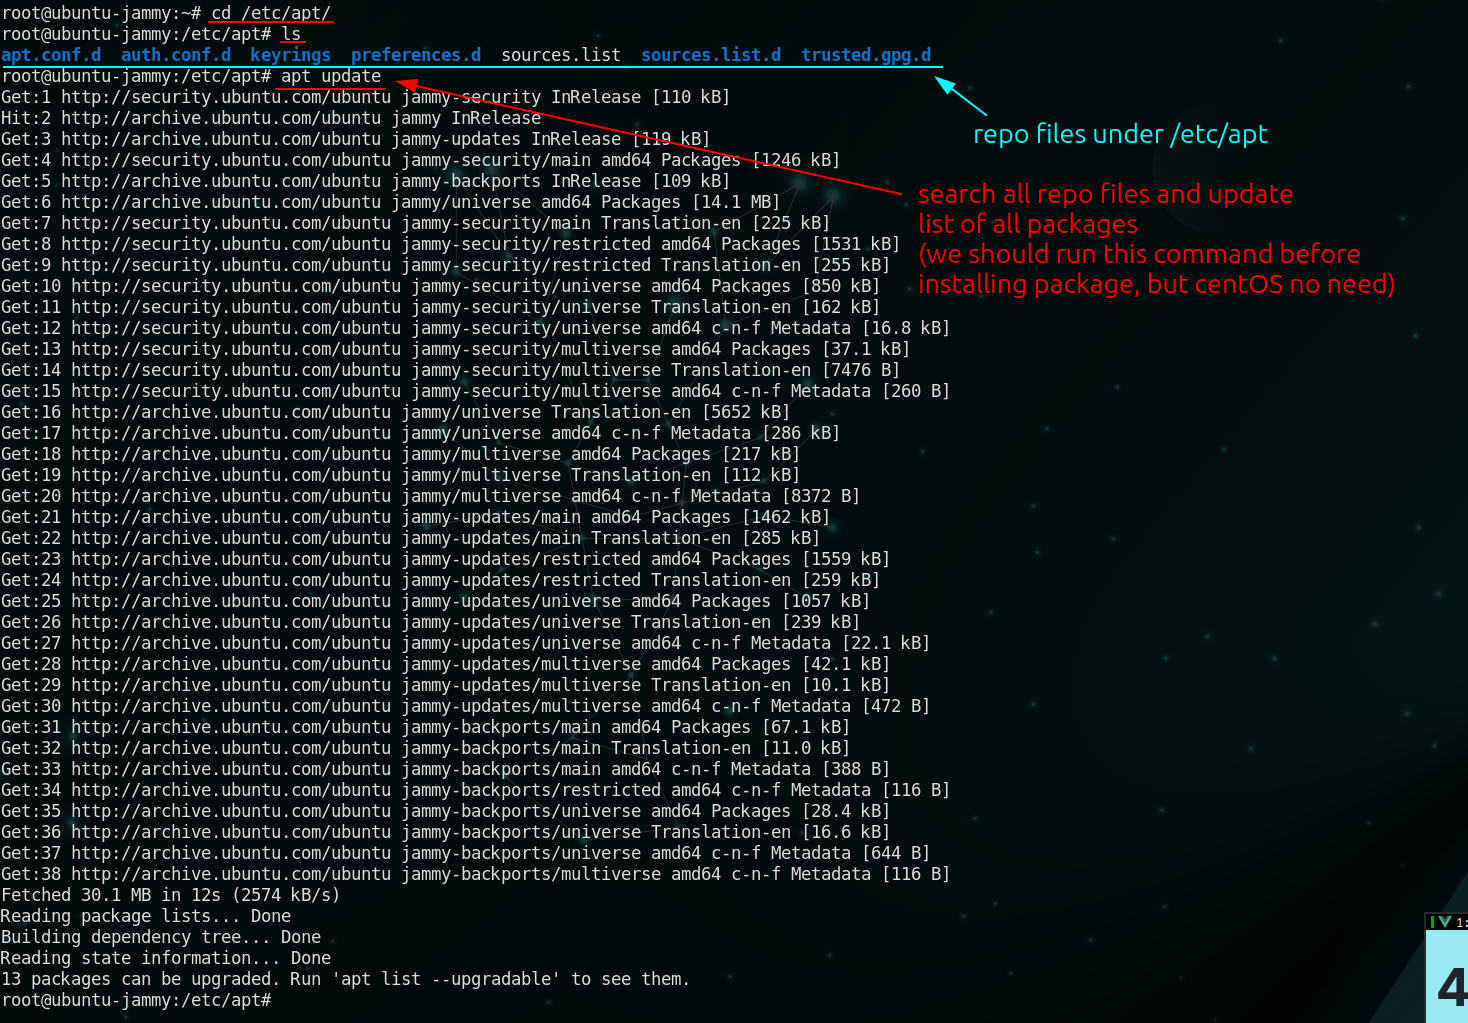 root@ubuntu-jammy:~# cd /etc/apt/
root@ubuntu-jammy:/etc/apt# ls
apt.conf.d  auth.conf.d  keyrings  preferences.d  sources.list  sources.list.d  trusted.gpg.d
root@ubuntu-jammy:/etc/apt# apt update
Get:1 http://security.ubuntu.com/ubuntu jammy-security InRelease [110 kB]
Hit:2 http://archive.ubuntu.com/ubuntu jammy InRelease
Get:3 http://archive.ubuntu.com/ubuntu jammy-updates InRelease [119 kB]
Get:4 http://security.ubuntu.com/ubuntu jammy-security/main amd64 Packages [1246 kB]
Get:5 http://archive.ubuntu.com/ubuntu jammy-backports InRelease [109 kB]
Get:6 http://archive.ubuntu.com/ubuntu jammy/universe amd64 Packages [14.1 MB]
Get:7 http://security.ubuntu.com/ubuntu jammy-security/main Translation-en [225 kB]
Get:8 http://security.ubuntu.com/ubuntu jammy-security/restricted amd64 Packages [1531 kB]
Get:9 http://security.ubuntu.com/ubuntu jammy-security/restricted Translation-en [255 kB]
Get:10 http://security.ubuntu.com/ubuntu jammy-security/universe amd64 Packages [850 kB]
Get:11 http://security.ubuntu.com/ubuntu jammy-security/universe Translation-en [162 kB]
Get:12 http://security.ubuntu.com/ubuntu jammy-security/universe amd64 c-n-f Metadata [16.8 kB]
Get:13 http://security.ubuntu.com/ubuntu jammy-security/multiverse amd64 Packages [37.1 kB]
Get:14 http://security.ubuntu.com/ubuntu jammy-security/multiverse Translation-en [7476 B]
Get:15 http://security.ubuntu.com/ubuntu jammy-security/multiverse amd64 c-n-f Metadata [260 B]
Get:16 http://archive.ubuntu.com/ubuntu jammy/universe Translation-en [5652 kB]
Get:17 http://archive.ubuntu.com/ubuntu jammy/universe amd64 c-n-f Metadata [286 kB]
Get:18 http://archive.ubuntu.com/ubuntu jammy/multiverse amd64 Packages [217 kB]
Get:19 http://archive.ubuntu.com/ubuntu jammy/multiverse Translation-en [112 kB]
Get:20 http://archive.ubuntu.com/ubuntu jammy/multiverse amd64 c-n-f Metadata [8372 B]
Get:21 http://archive.ubuntu.com/ubuntu jammy-updates/main amd64 Packages [1462 kB]
Get:22 http://archive.ubuntu.com/ubuntu jammy-updates/main Translation-en [285 kB]
Get:23 http://archive.ubuntu.com/ubuntu jammy-updates/restricted amd64 Packages [1559 kB]
Get:24 http://archive.ubuntu.com/ubuntu jammy-updates/restricted Translation-en [259 kB]
Get:25 http://archive.ubuntu.com/ubuntu jammy-updates/universe amd64 Packages [1057 kB]
Get:26 http://archive.ubuntu.com/ubuntu jammy-updates/universe Translation-en [239 kB]
Get:27 http://archive.ubuntu.com/ubuntu jammy-updates/universe amd64 c-n-f Metadata [22.1 kB]
Get:28 http://archive.ubuntu.com/ubuntu jammy-updates/multiverse amd64 Packages [42.1 kB]
Get:29 http://archive.ubuntu.com/ubuntu jammy-updates/multiverse Translation-en [10.1 kB]
Get:30 http://archive.ubuntu.com/ubuntu jammy-updates/multiverse amd64 c-n-f Metadata [472 B]
Get:31 http://archive.ubuntu.com/ubuntu jammy-backports/main amd64 Packages [67.1 kB]
Get:32 http://archive.ubuntu.com/ubuntu jammy-backports/main Translation-en [11.0 kB]
Get:33 http://archive.ubuntu.com/ubuntu jammy-backports/main amd64 c-n-f Metadata [388 B]
Get:34 http://archive.ubuntu.com/ubuntu jammy-backports/restricted amd64 c-n-f Metadata [116 B]
Get:35 http://archive.ubuntu.com/ubuntu jammy-backports/universe amd64 Packages [28.4 kB]
Get:36 http://archive.ubuntu.com/ubuntu jammy-backports/universe Translation-en [16.6 kB]
Get:37 http://archive.ubuntu.com/ubuntu jammy-backports/universe amd64 c-n-f Metadata [644 B]
Get:38 http://archive.ubuntu.com/ubuntu jammy-backports/multiverse amd64 c-n-f Metadata [116 B]
Fetched 30.1 MB in 12s (2574 kB/s)
Reading package lists... Done
Building dependency tree... Done
Reading state information... Done
13 packages can be upgraded. Run 'apt list --upgradable' to see them.
root@ubuntu-jammy:/etc/apt#
repo files under /etc/apt
search all repo files and update
list of all packages
(we should run this command before
installing package, but centOS no need)
1:
4